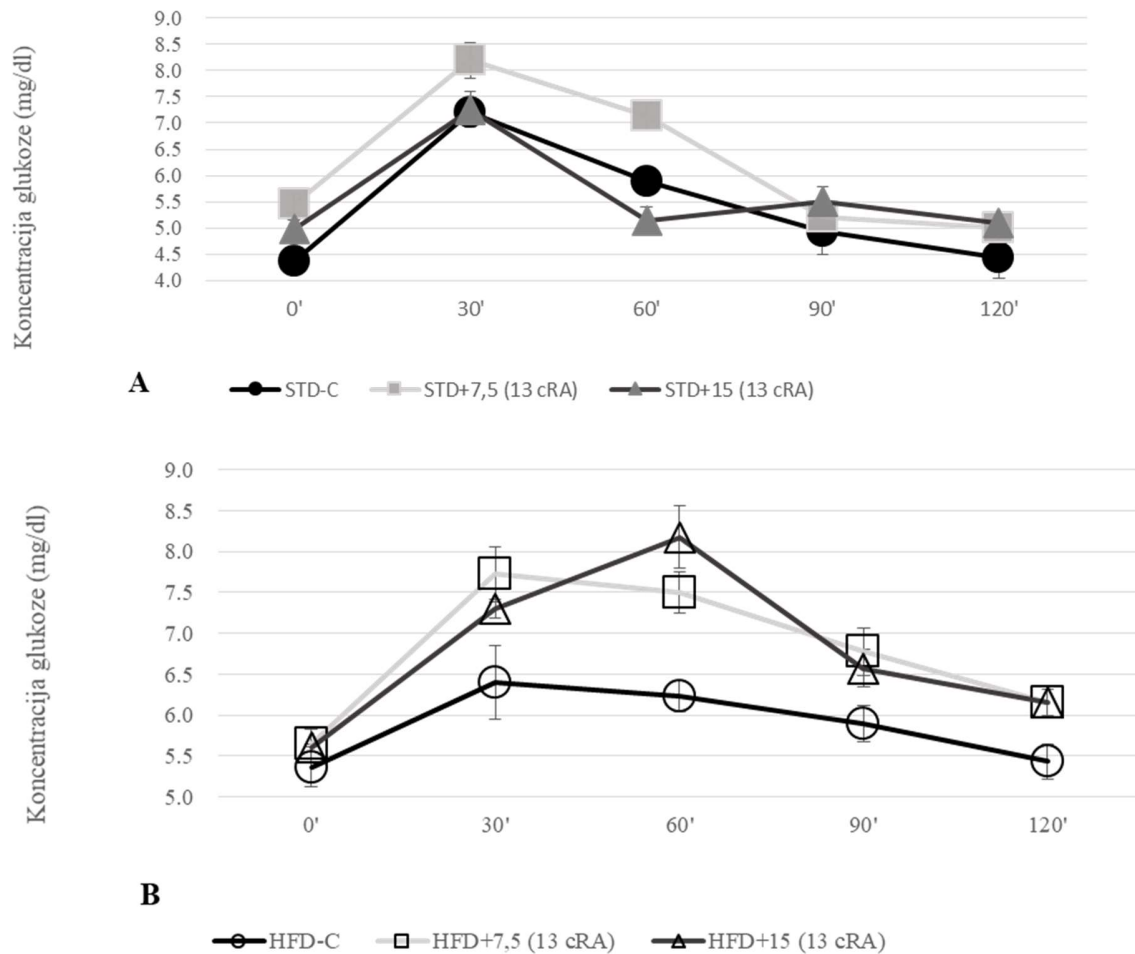 Koncentracija glukoze (mg/dl)
9.0
8.5
8.0
7.5
7.0
6.5
6.0
5.5
5.0
4.5
4.0
0' 30' 60' 90' 120'
A
STD-C STD+7,5 (13 cRA) STD+15 (13 cRA)
Koncentracija glukoze (mg/dl)
9.0
8.5
8.0
7.5
7.0
6.5
6.0
5.5
5.0
0' 30' 60' 90' 120'
B
HFD-C HFD+7,5 (13 cRA) HFD+15 (13 cRA)